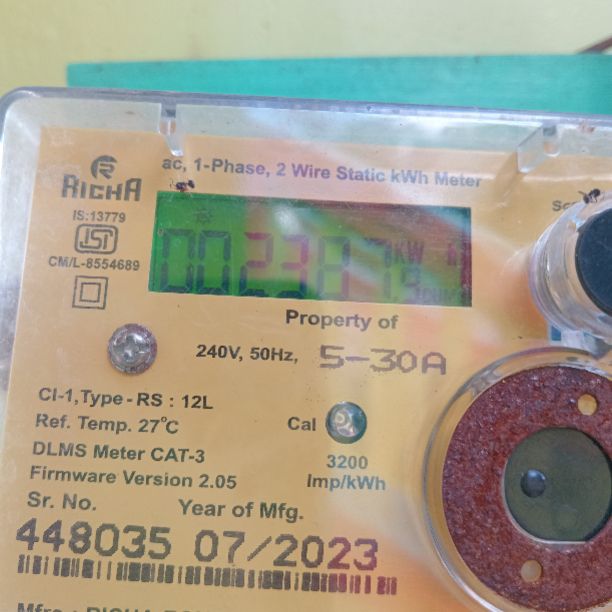 ac, 1-Phase, 2 Wire Static kWh Meter
RICHA
IS:13779
ISI
CM/L-8554689
Property of
240V, 50Hz, 5-30A
Cl-1,Type-RS : 12L
Ref. Temp. 27°C
Cal
DLMS Meter CAT-3
3200
Imp/kWh
Firmware Version 2.05
Sr. No. Year of Mfg.
448035 07/2023